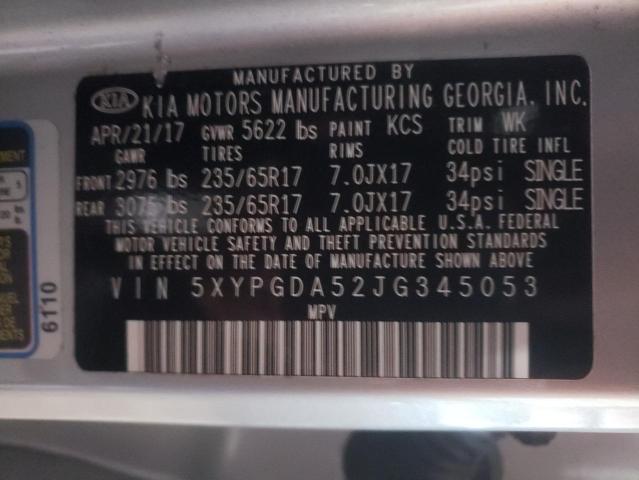 MANUFACTURED BY
KIA KIA MOTORS MANUFACTURING GEORGIA, INC.
APR/21/17 GVWR 5622 lbs PAINT KCS TRIM WK
GAWR TIRES RIMS COLD TIRE INFL
FRONT 2976 lbs 235/65R17 7.0JX17 34psi SINGLE
REAR 3075 lbs 235/65R17 7.0JX17 34psi SINGLE
THIS VEHICLE CONFORMS TO ALL APPLICABLE U.S.A. FEDERAL
MOTOR VEHICLE SAFETY AND THEFT PREVENTION STANDARDS
IN EFFECT ON THE DATE OF MANUFACTURE SHOWN ABOVE
VIN 5XYPGDA52JG345053
MPV
6110